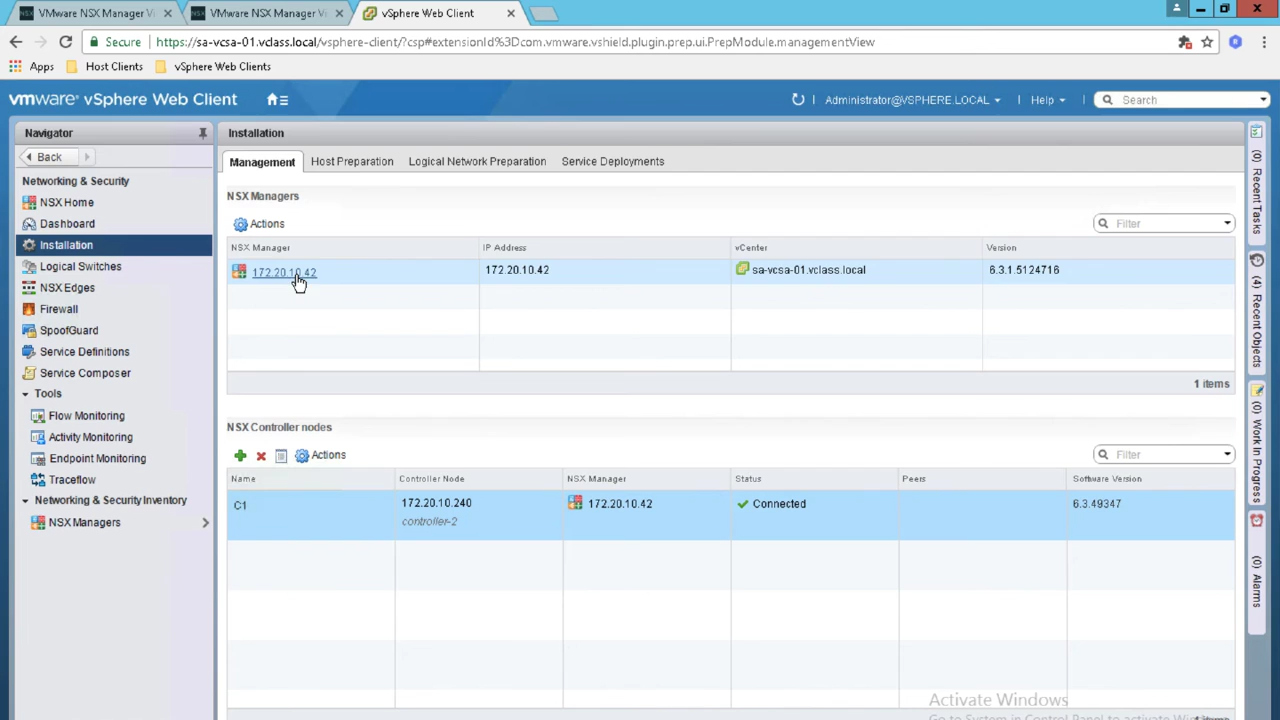 VMware NSX Manager Vi
VMware NSX Manager Vi
vSphere Web Client
Secure
https://sa-vcsa-01.vclass.local/vsphere-client/?csp#extensionId%3Dcom.vmware.vshield.plugin.prep.ui.PrepModule.managementView
Apps
Host Clients
vSphere Web Clients
vmware® vSphere Web Client
Administrator@VSPHERE.LOCAL
Help
Search
Navigator
Back
Networking & Security
NSX Home
Dashboard
Installation
Logical Switches
NSX Edges
Firewall
SpoofGuard
Service Definitions
Service Composer
Tools
Flow Monitoring
Activity Monitoring
Endpoint Monitoring
Traceflow
Networking & Security Inventory
NSX Managers
Installation
Management
Host Preparation
Logical Network Preparation
Service Deployments
NSX Managers
Actions
Filter
NSX Manager
IP Address
vCenter
Version
172.20.10.42
172.20.10.42
sa-vcsa-01.vclass.local
6.3.1.5124716
1 items
NSX Controller nodes
Actions
Filter
Name
Controller Node
NSX Manager
Status
Peers
Software Version
C1
172.20.10.240
controller-2
172.20.10.42
Connected
6.3.49347
Activate Windows
Go to System in Control Panel to activate
(0) Recent Tasks
(4) Recent Objects
(0) Work In Progress
(0) Alarms